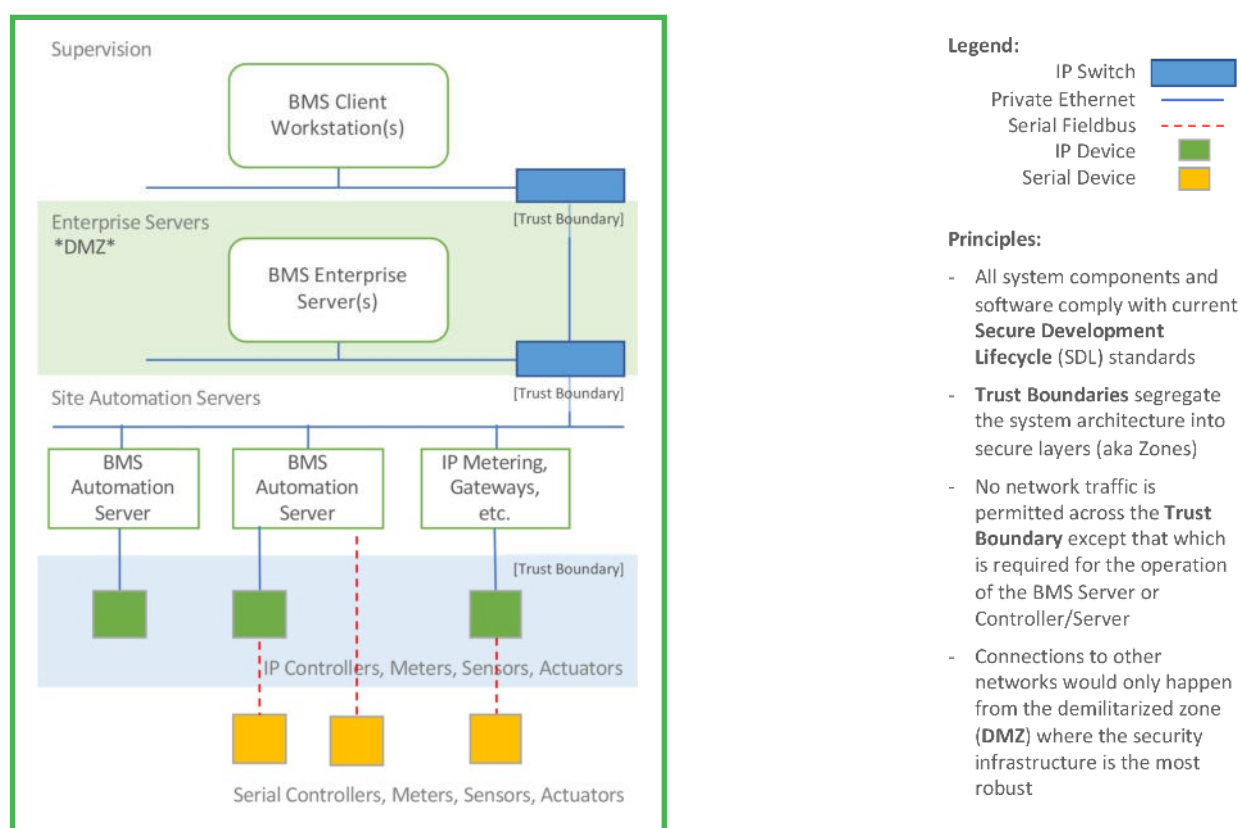 Supervision
BMS Client
Workstation(s)
[Trust Boundary]
Enterprise Servers
*DMZ*
BMS Enterprise
Server(s)
[Trust Boundary]
Site Automation Servers
BMS
Automation
Server
BMS
Automation
Server
IP Metering,
Gateways,
etc.
[Trust Boundary]
IP Controllers, Meters, Sensors, Actuators
Serial Controllers, Meters, Sensors, Actuators
Legend:
IP Switch
Private Ethernet
Serial Fieldbus
IP Device
Serial Device
Principles:
- All system components and
software comply with current
Secure Development
Lifecycle (SDL) standards
- Trust Boundaries segregate
the system architecture into
secure layers (aka Zones)
- No network traffic is
permitted across the Trust
Boundary except that which
is required for the operation
of the BMS Server or
Controller/Server
- Connections to other
networks would only happen
from the demilitarized zone
(DMZ) where the security
infrastructure is the most
robust